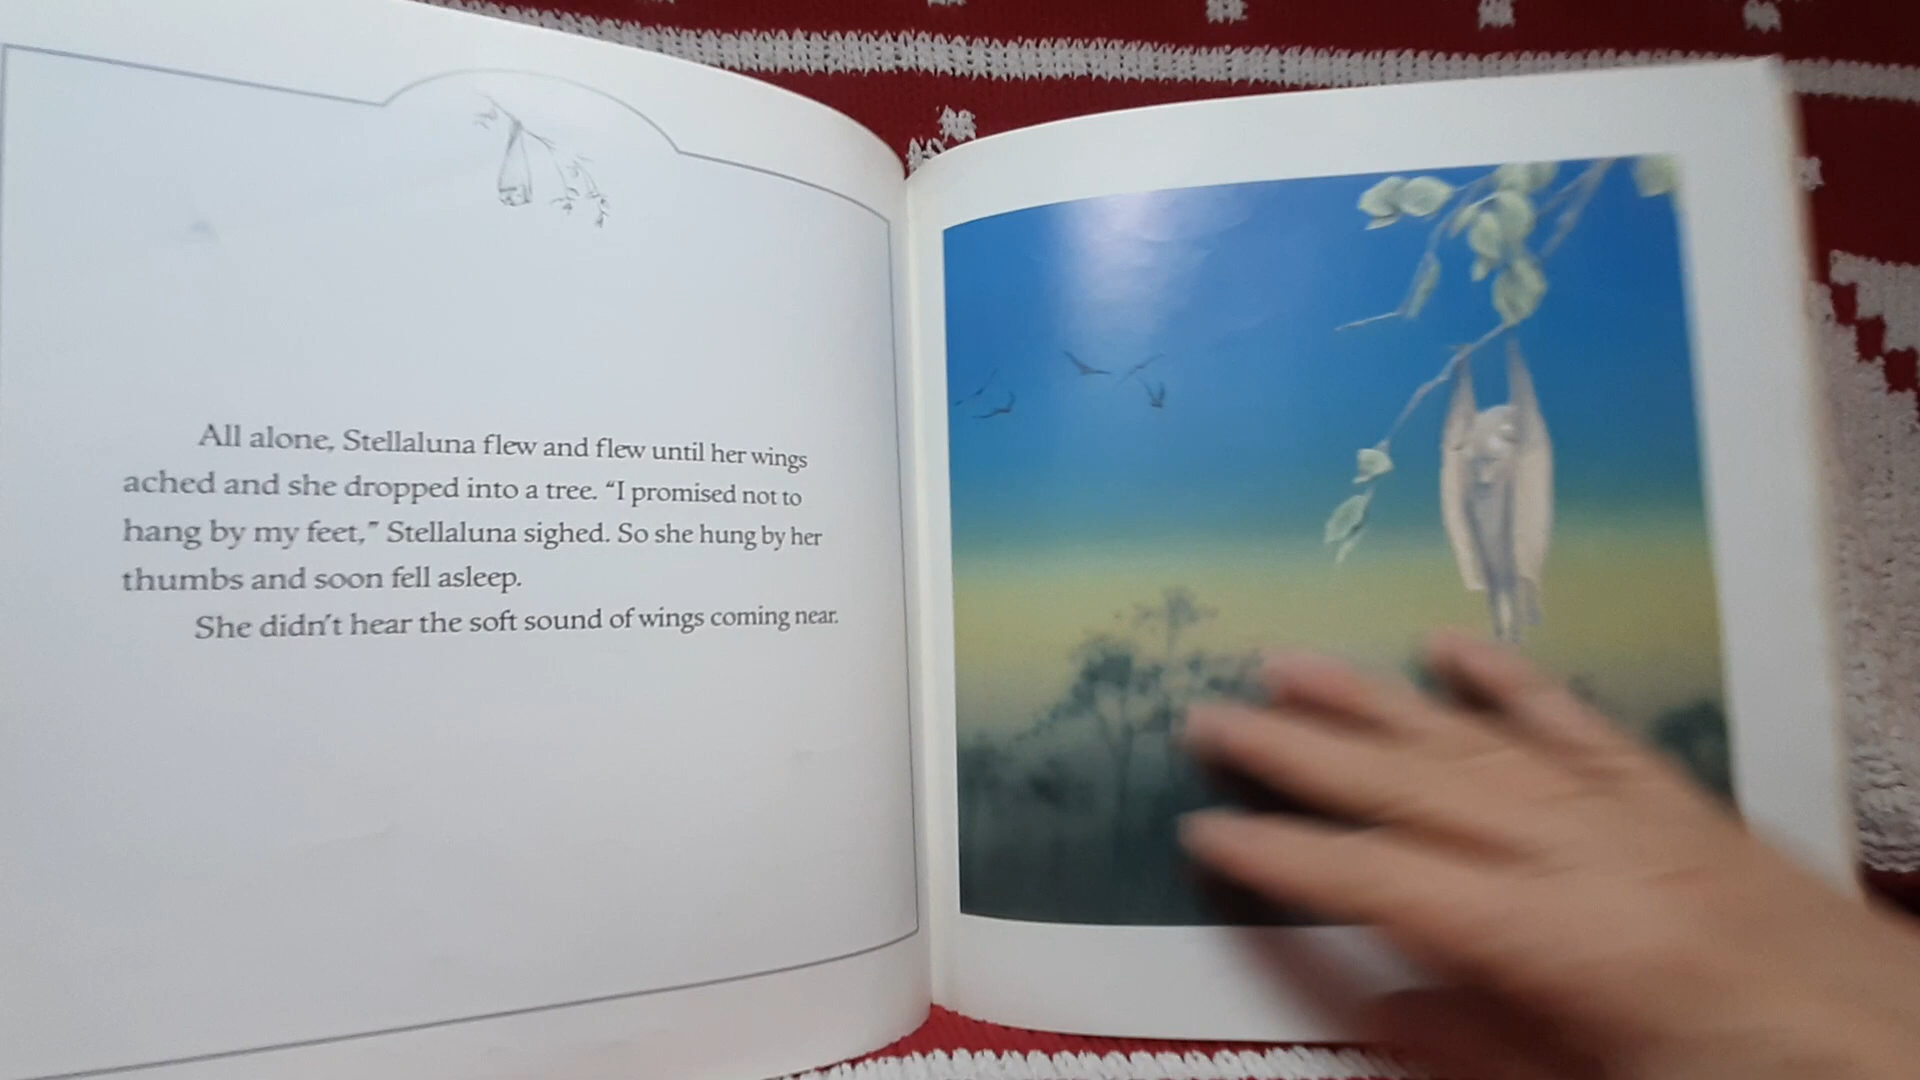 All alone, Stellaluna flew and flew until her wings
ached and she dropped into a tree. “I promised not to
hang by my feet,” Stellaluna sighed. So she hung by her
thumbs and soon fell asleep.
She didn’t hear the soft sound of wings coming near.